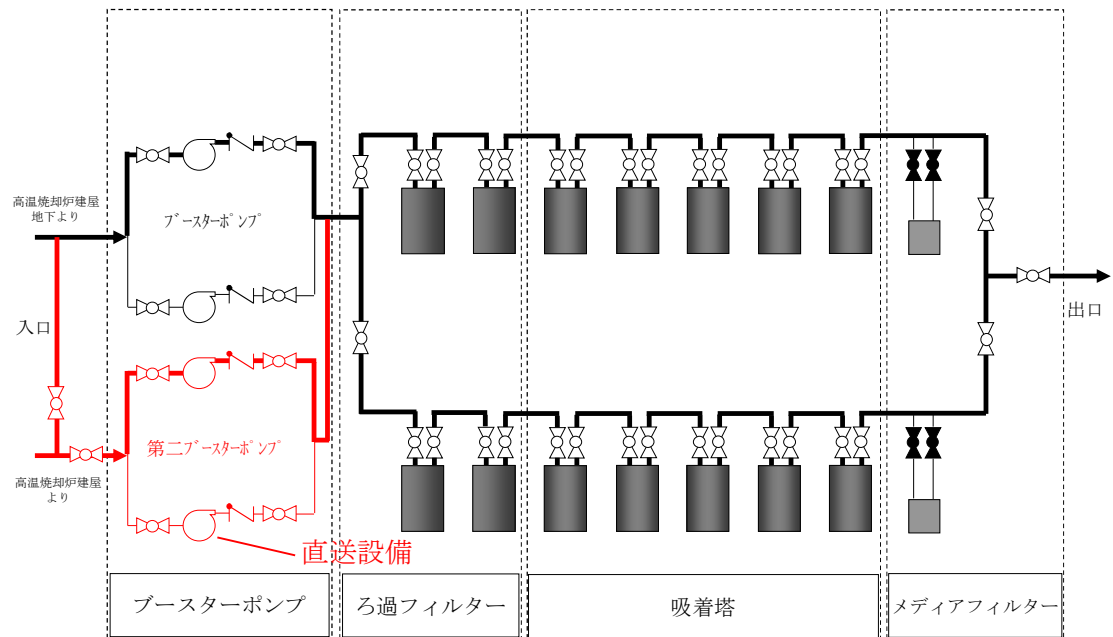 高温焼却炉建屋
地下より
ブースターポンプ
入口
出口
第二ブースターポンプ
高温焼却炉建屋
より
直送設備
ブースターポンプ
ろ過フィルター
吸着塔
メディアフィルター